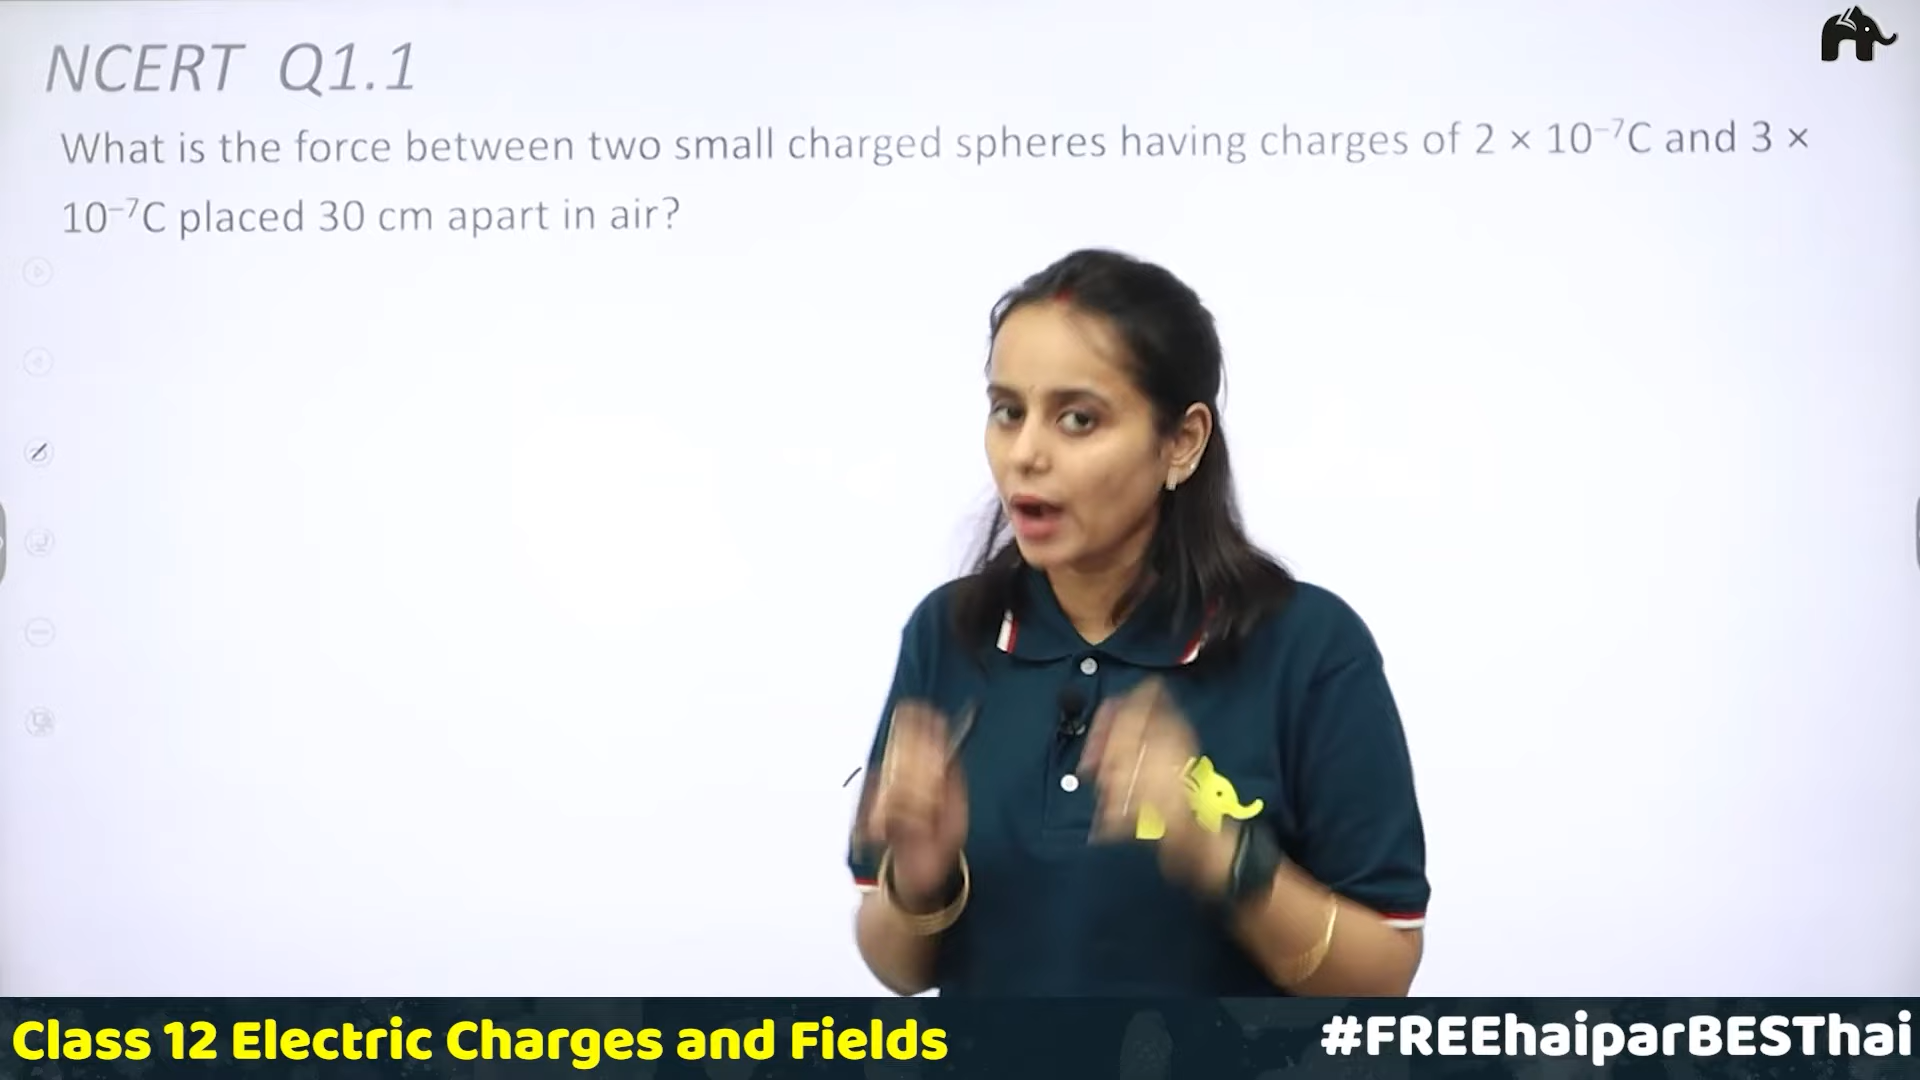 NCERT Q1.1
What is the force between two small charged spheres having charges of 2 × 10⁻⁷C and 3 ×
10⁻⁷C placed 30 cm apart in air?
Class 12 Electric Charges and Fields
#FREEhaiparBESThai